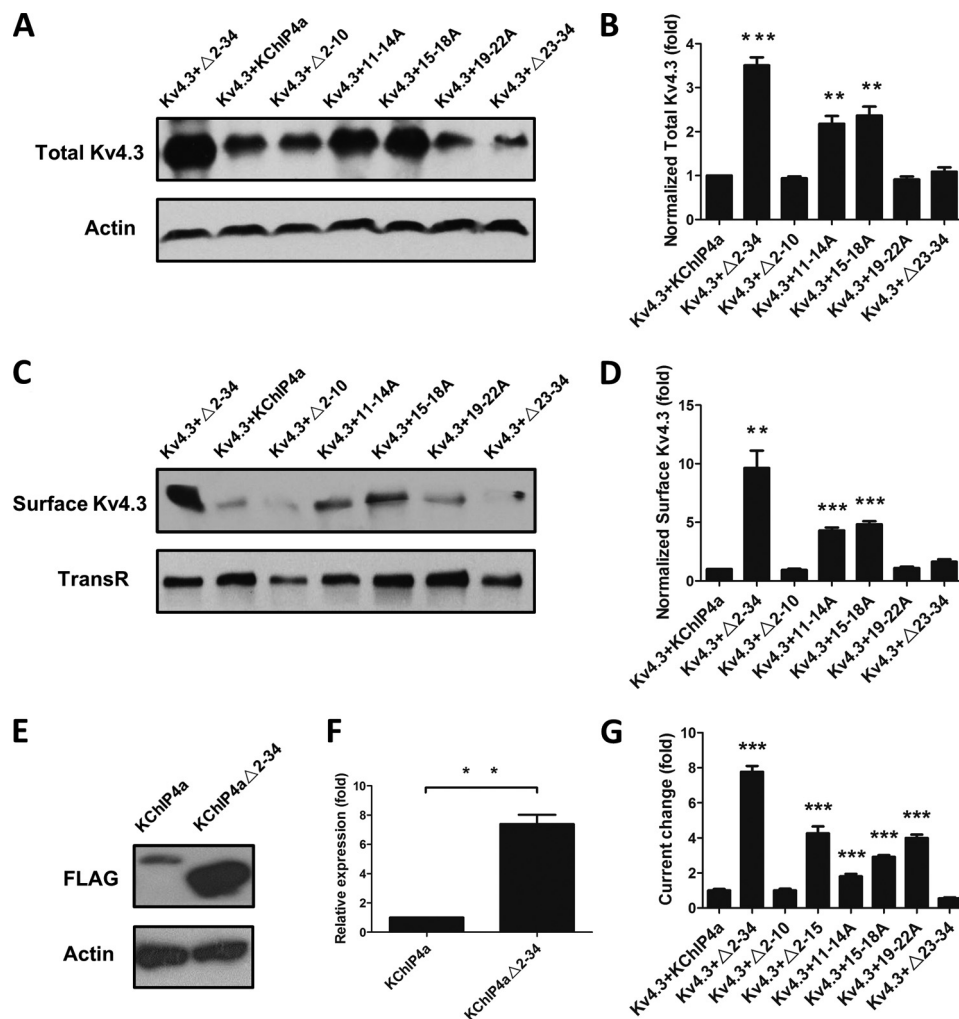 A
Kv4.3+△2-34
Kv4.3+KChIP4a
Kv4.3+△2-10
Kv4.3+11-14A
Kv4.3+15-18A
Kv4.3+19-22A
Kv4.3+△23-34
Total Kv4.3
Actin
B
Normalized Total Kv4.3 (fold)
4
3
2
1
0
***
**
**
Kv4.3+KChIP4a
Kv4.3+△2-34
Kv4.3+△2-10
Kv4.3+11-14A
Kv4.3+15-18A
Kv4.3+19-22A
Kv4.3+△23-34
C
Kv4.3+△2-34
Kv4.3+KChIP4a
Kv4.3+△2-10
Kv4.3+11-14A
Kv4.3+15-18A
Kv4.3+19-22A
Kv4.3+△23-34
Surface Kv4.3
TransR
D
Normalized Surface Kv4.3 (fold)
15
10
5
0
**
***
***
Kv4.3+KChIP4a
Kv4.3+△2-34
Kv4.3+△2-10
Kv4.3+11-14A
Kv4.3+15-18A
Kv4.3+19-22A
Kv4.3+△23-34
E
KChIP4a
KChIP4a△2-34
FLAG
Actin
F
Relative expression (fold)
10
8
6
4
2
0
* *
KChIP4a
KChIP4a△2-34
G
Current change (fold)
10
8
6
4
2
0
***
***
***
***
***
Kv4.3+KChIP4a
Kv4.3+△2-34
Kv4.3+△2-10
Kv4.3+△2-15
Kv4.3+11-14A
Kv4.3+15-18A
Kv4.3+19-22A
Kv4.3+△23-34